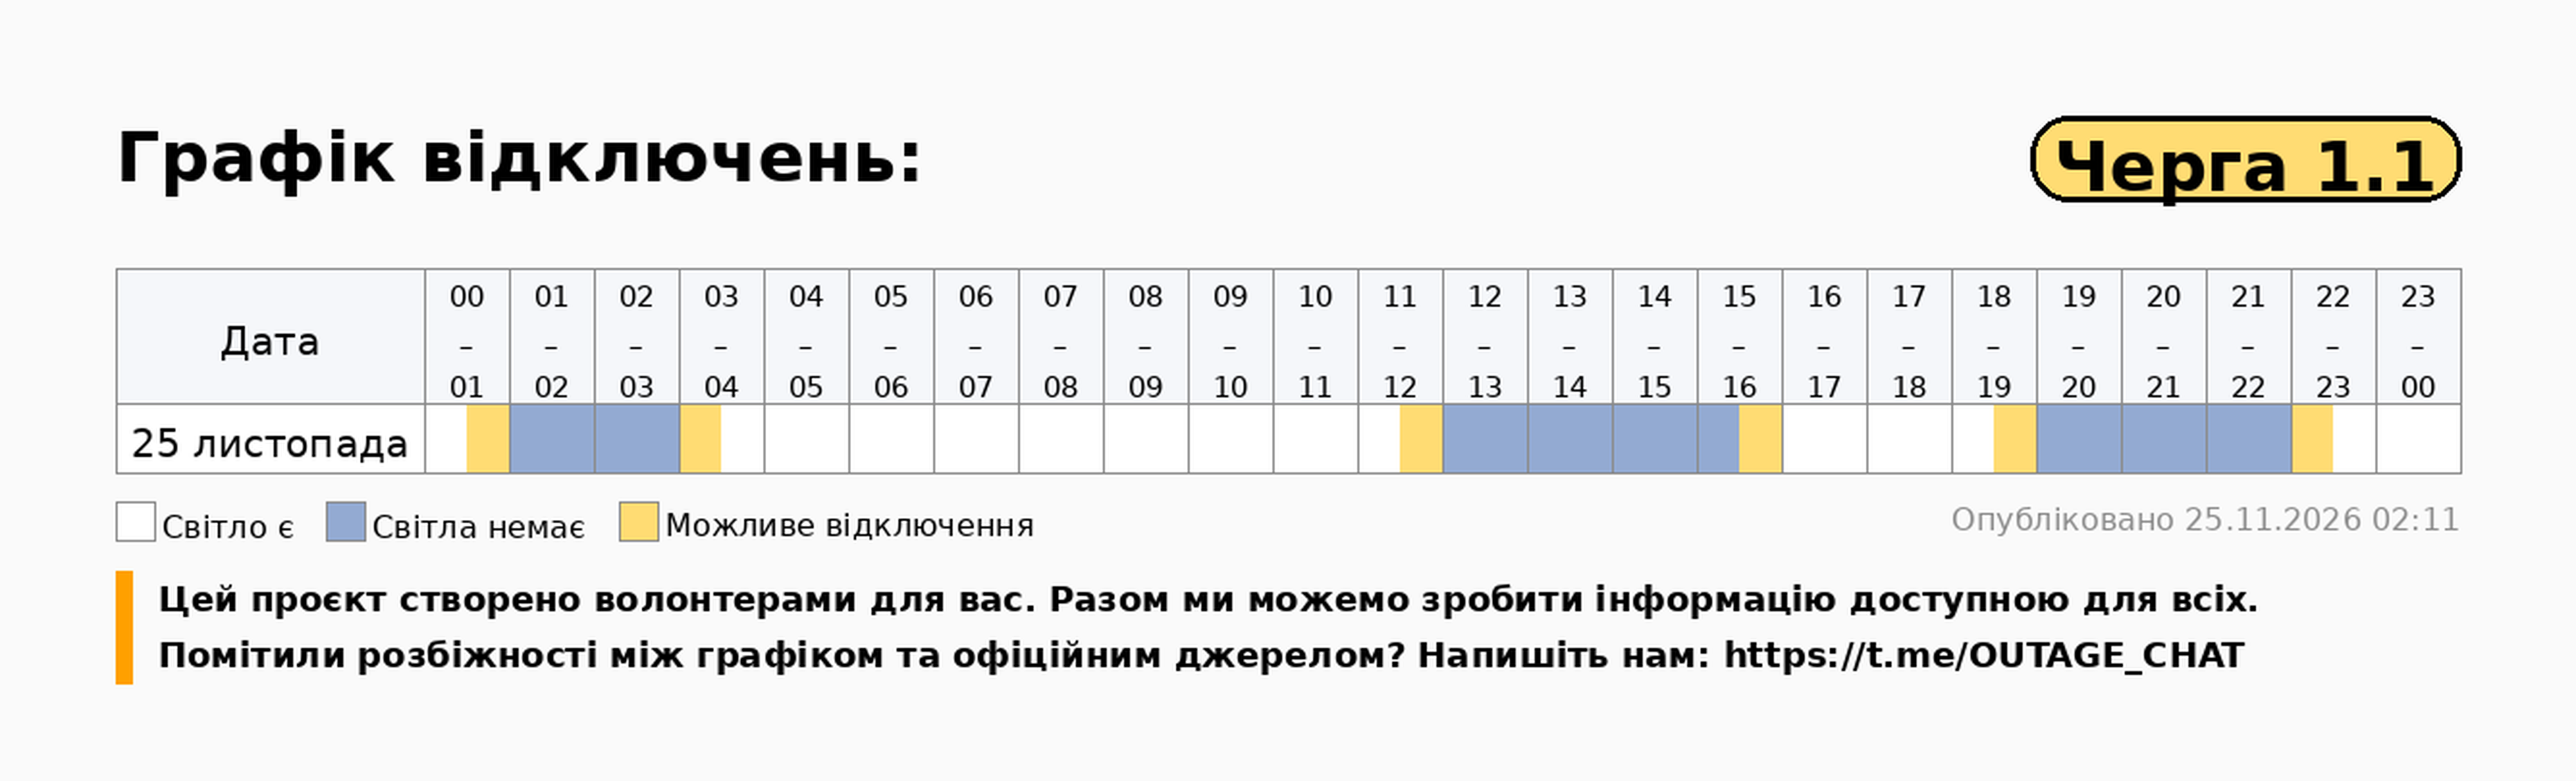 Графік відключень:
Черга 1.1
Дата
00 – 01
01 – 02
02 – 03
03 – 04
04 – 05
05 – 06
06 – 07
07 – 08
08 – 09
09 – 10
10 – 11
11 – 12
12 – 13
13 – 14
14 – 15
15 – 16
16 – 17
17 – 18
18 – 19
19 – 20
20 – 21
21 – 22
22 – 23
23 – 00
25 листопада
Світло є
Світла немає
Можливе відключення
Опубліковано 25.11.2026 02:11
Цей проєкт створено волонтерами для вас. Разом ми можемо зробити інформацію доступною для всіх.
Помітили розбіжності між графіком та офіційним джерелом? Напишіть нам: https://t.me/OUTAGE_CHAT